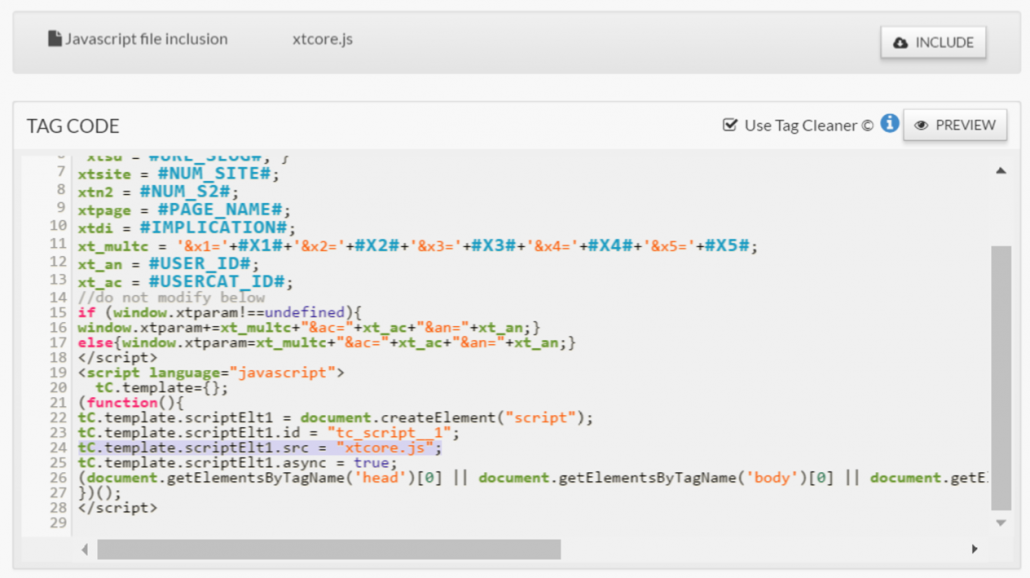 Javascript file inclusion xtcore.js INCLUDE
TAG CODE Use Tag Cleaner © i PREVIEW
6 xtsd = #URL_SLUG#; }
7 xtsite = #NUM_SITE#;
8 xtn2 = #NUM_S2#;
9 xtpage = #PAGE_NAME#;
10 xtdi = #IMPLICATION#;
11 xt_multc = '&x1='+#X1#+'&x2='+#X2#+'&x3='+#X3#+'&x4='+#X4#+'&x5='+#X5#;
12 xt_an = #USER_ID#;
13 xt_ac = #USERCAT_ID#;
14 //do not modify below
15 if (window.xtparam!==undefined){
16 window.xtparam+=xt_multc+"&ac="+xt_ac+"&an="+xt_an;}
17 else{window.xtparam=xt_multc+"&ac="+xt_ac+"&an="+xt_an;}
18 </script>
19 <script language="javascript">
20 tC.template={};
21 (function(){
22 tC.template.scriptElt1 = document.createElement("script");
23 tC.template.scriptElt1.id = "tc_script__1";
24 tC.template.scriptElt1.src = "xtcore.js";
25 tC.template.scriptElt1.async = true;
26 (document.getElementsByTagName('head')[0] || document.getElementsByTagName('body')[0] || document.getE
27 })();
28 </script>
29